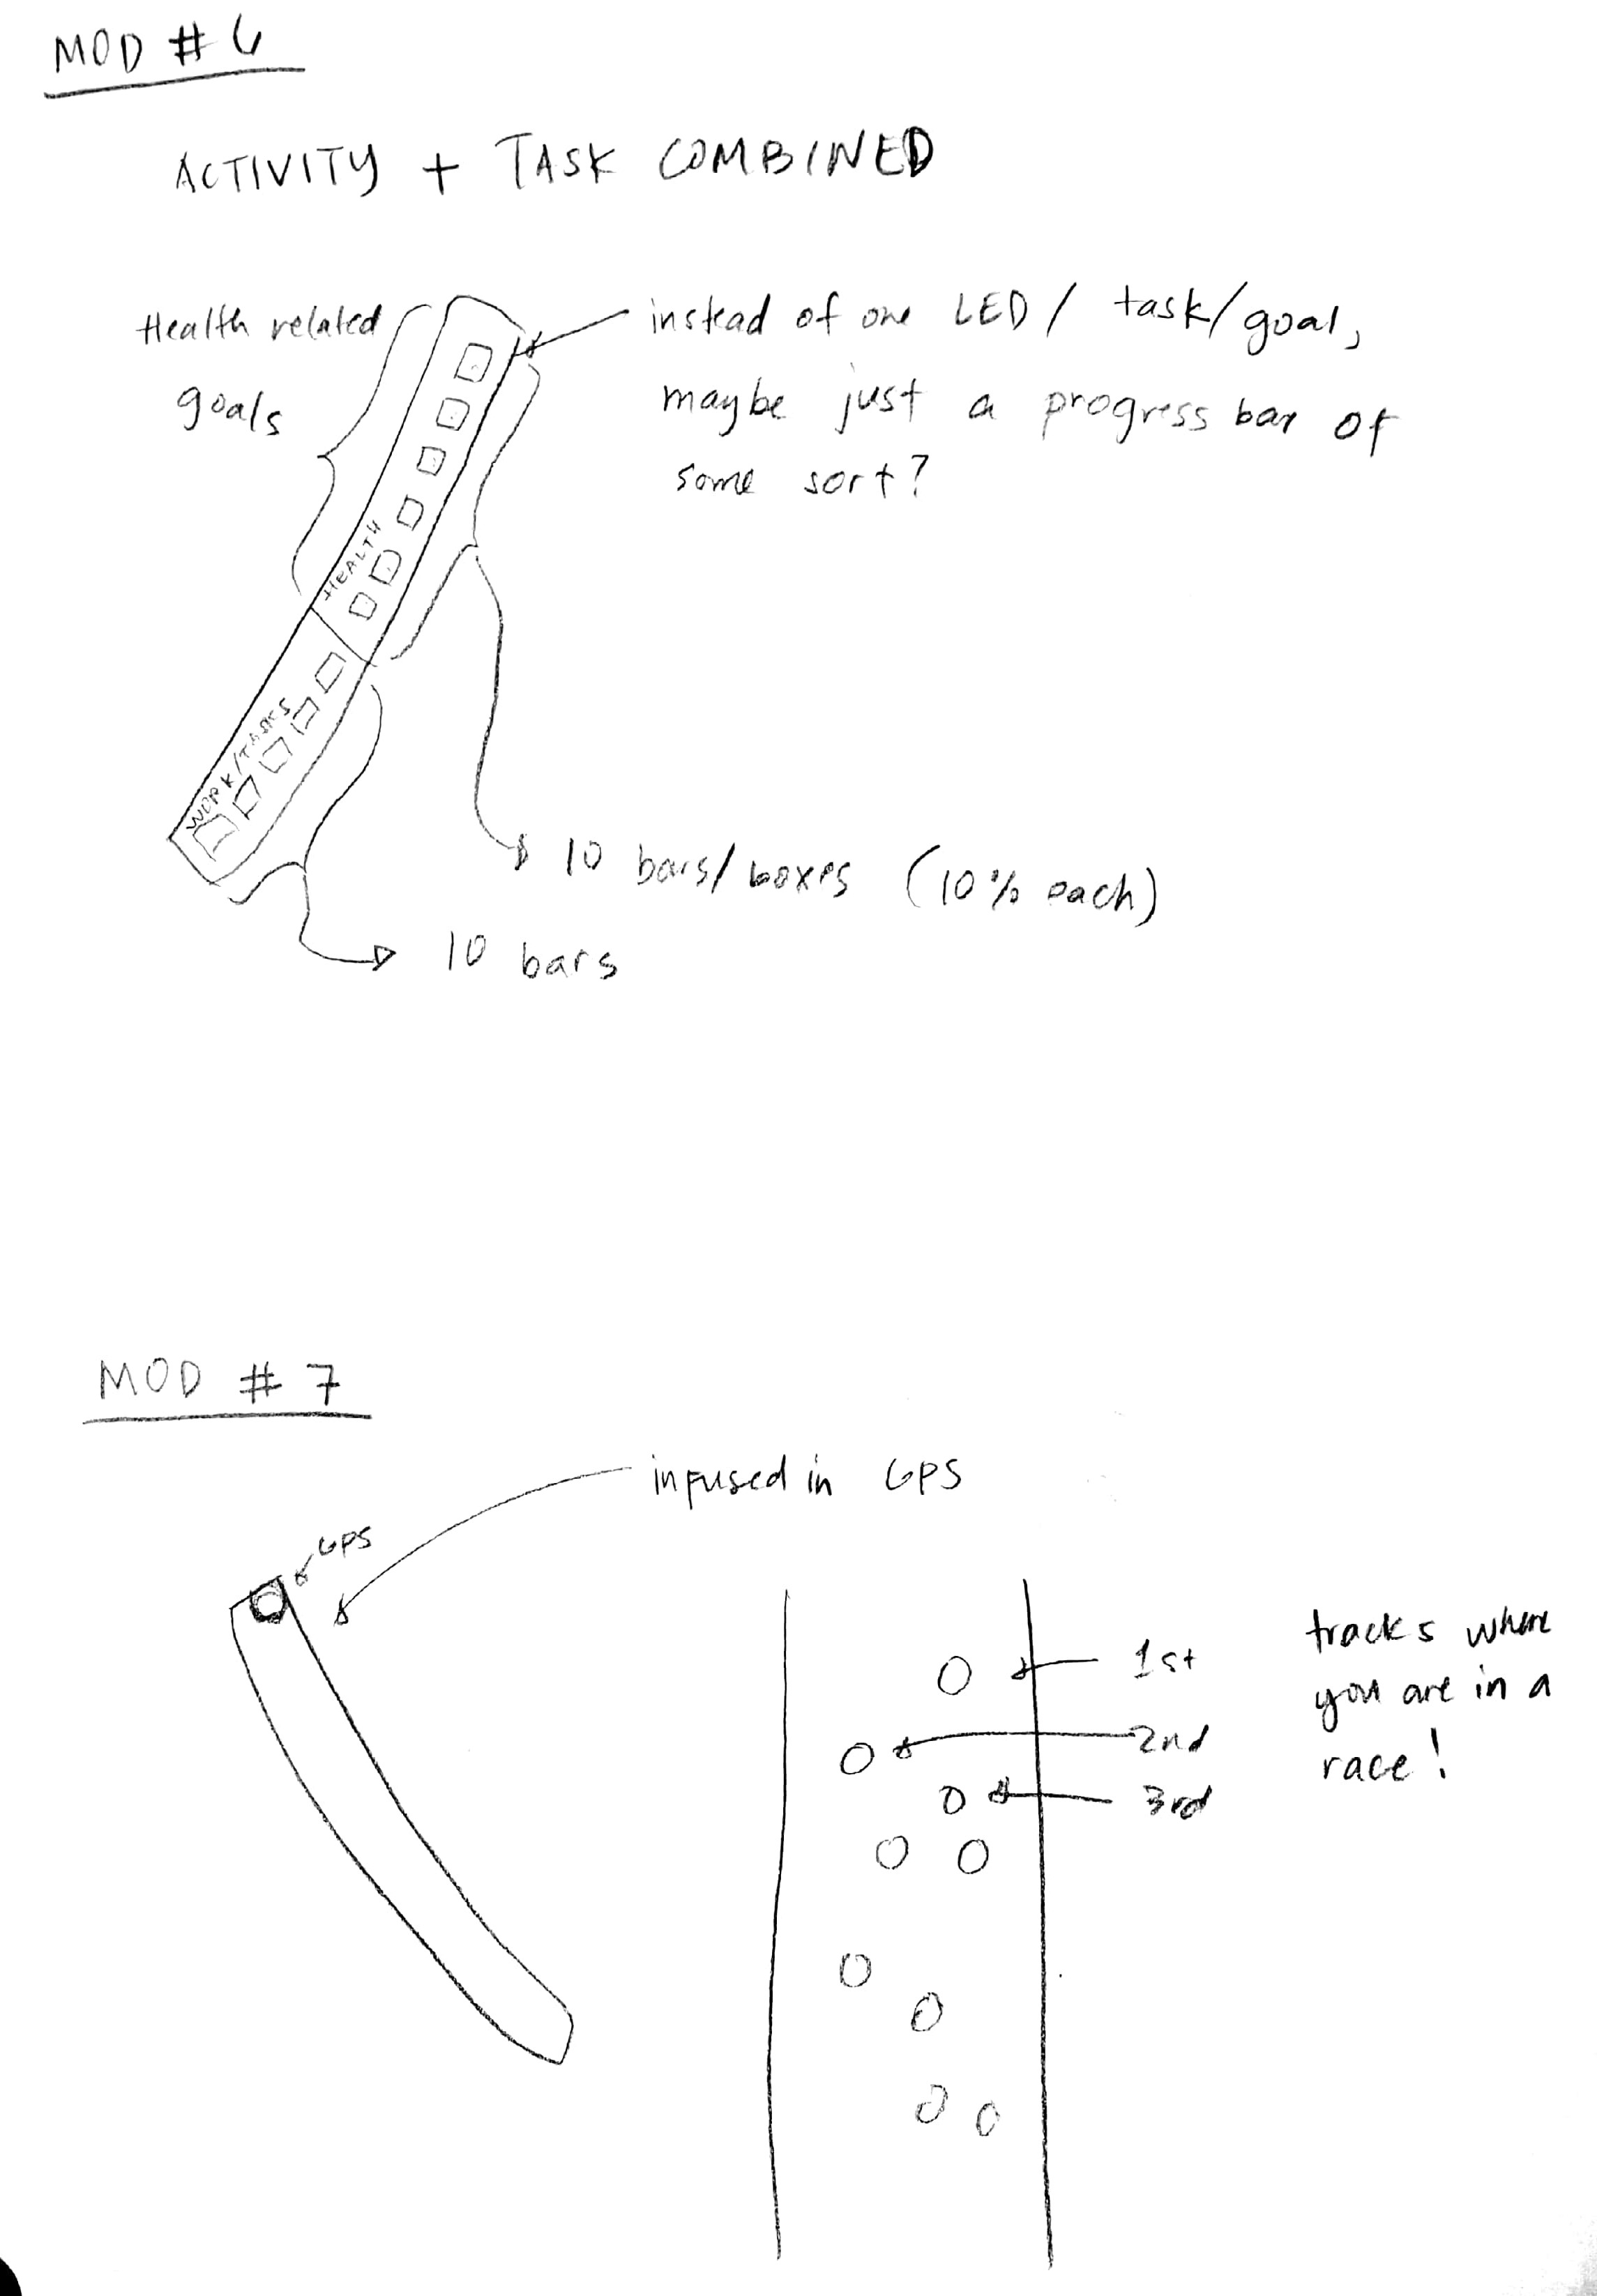 MOD # 6
ACTIVITY + TASK COMBINED
Health related
goals
instead of one LED / task/goal,
maybe just a progress bar of
some sort?
HEALTH
WORK/TASKS
10 bars/boxes (10% each)
10 bars
MOD # 7
infused in GPS
GPS
1st
2nd
3rd
tracks where
you are in a
race!